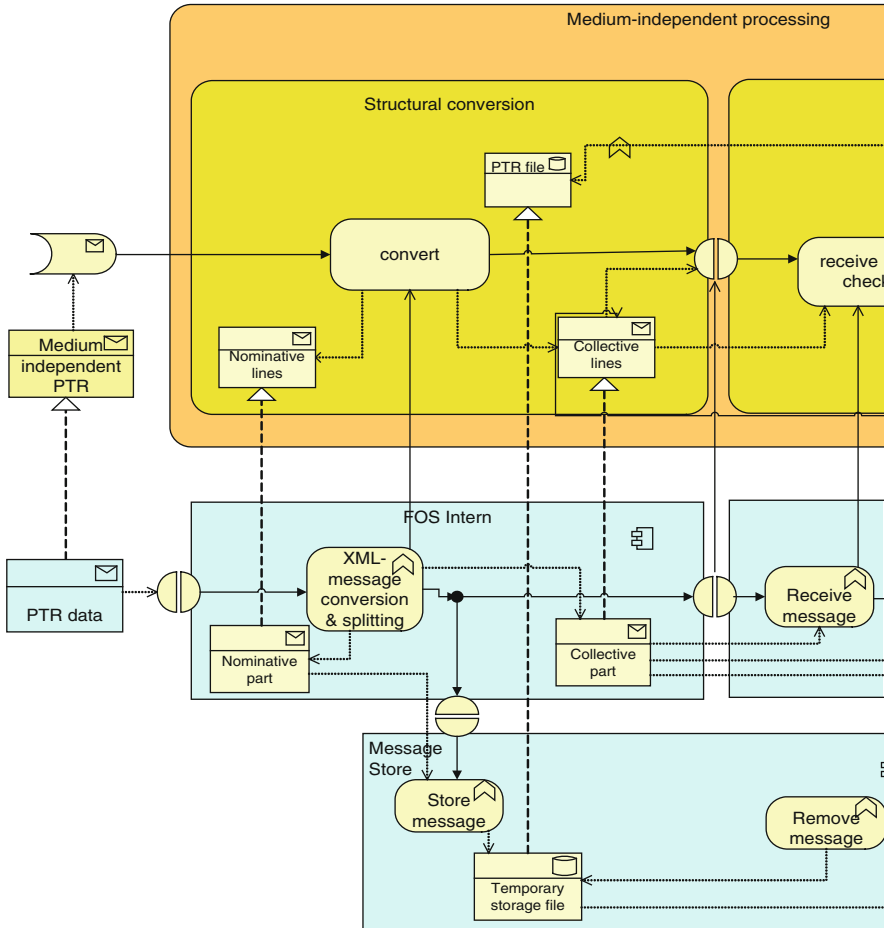 Medium-independent processing
Structural conversion
PTR file
convert
receive
check
Nominative
lines
Collective
lines
Medium
independent
PTR
FOS Intern
XML-
message
conversion
& splitting
PTR data
Nominative
part
Collective
part
Receive
message
Message
Store
Store
message
Remove
message
Temporary
storage file